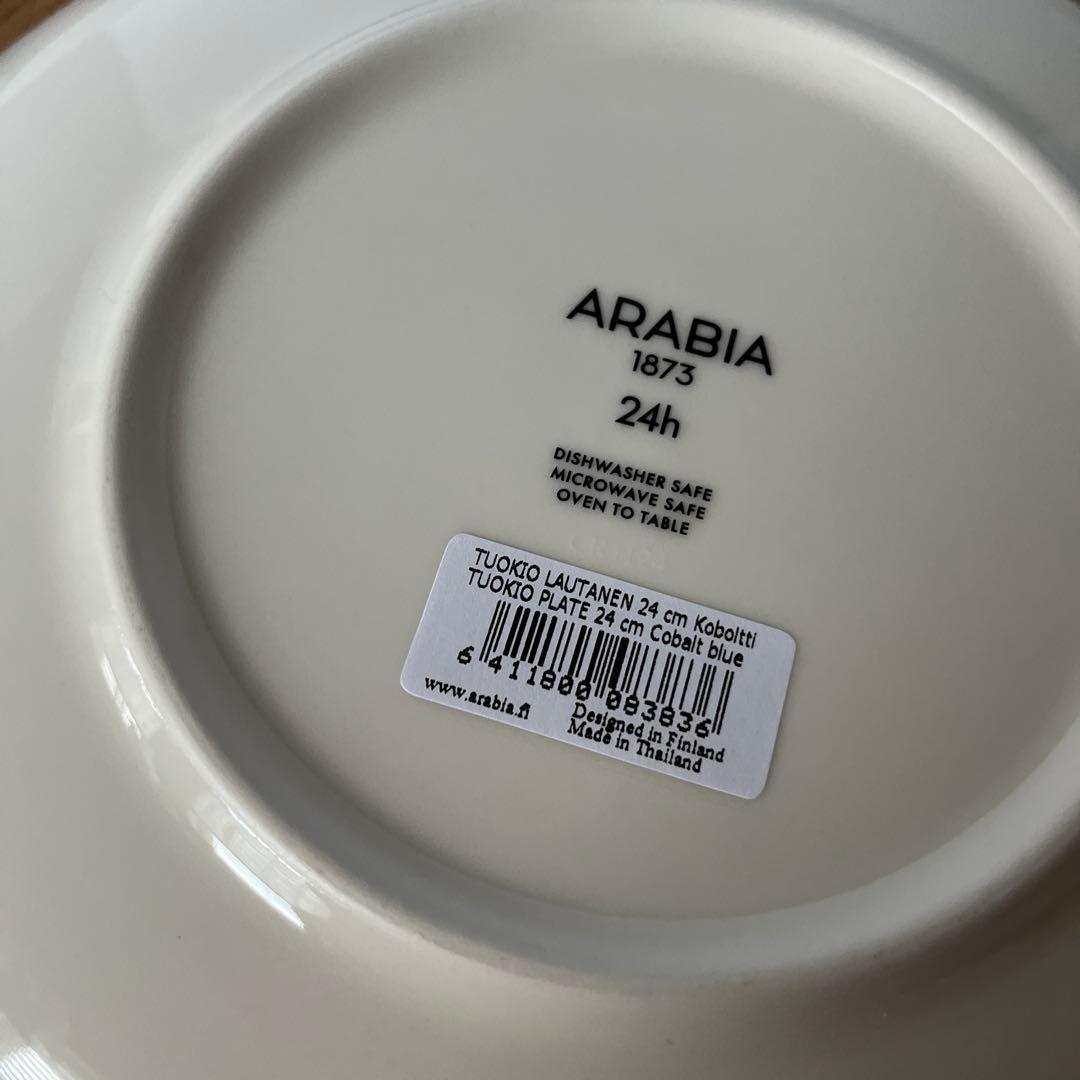 ARABIA
1873
24h
DISHWASHER SAFE
MICROWAVE SAFE
OVEN TO TABLE
TUOKIO LAUTANEN 24 cm Koboltti
TUOKIO PLATE 24 cm Cobalt blue
6 411800 083836
www.arabia.fi
Designed in Finland
Made in Thailand